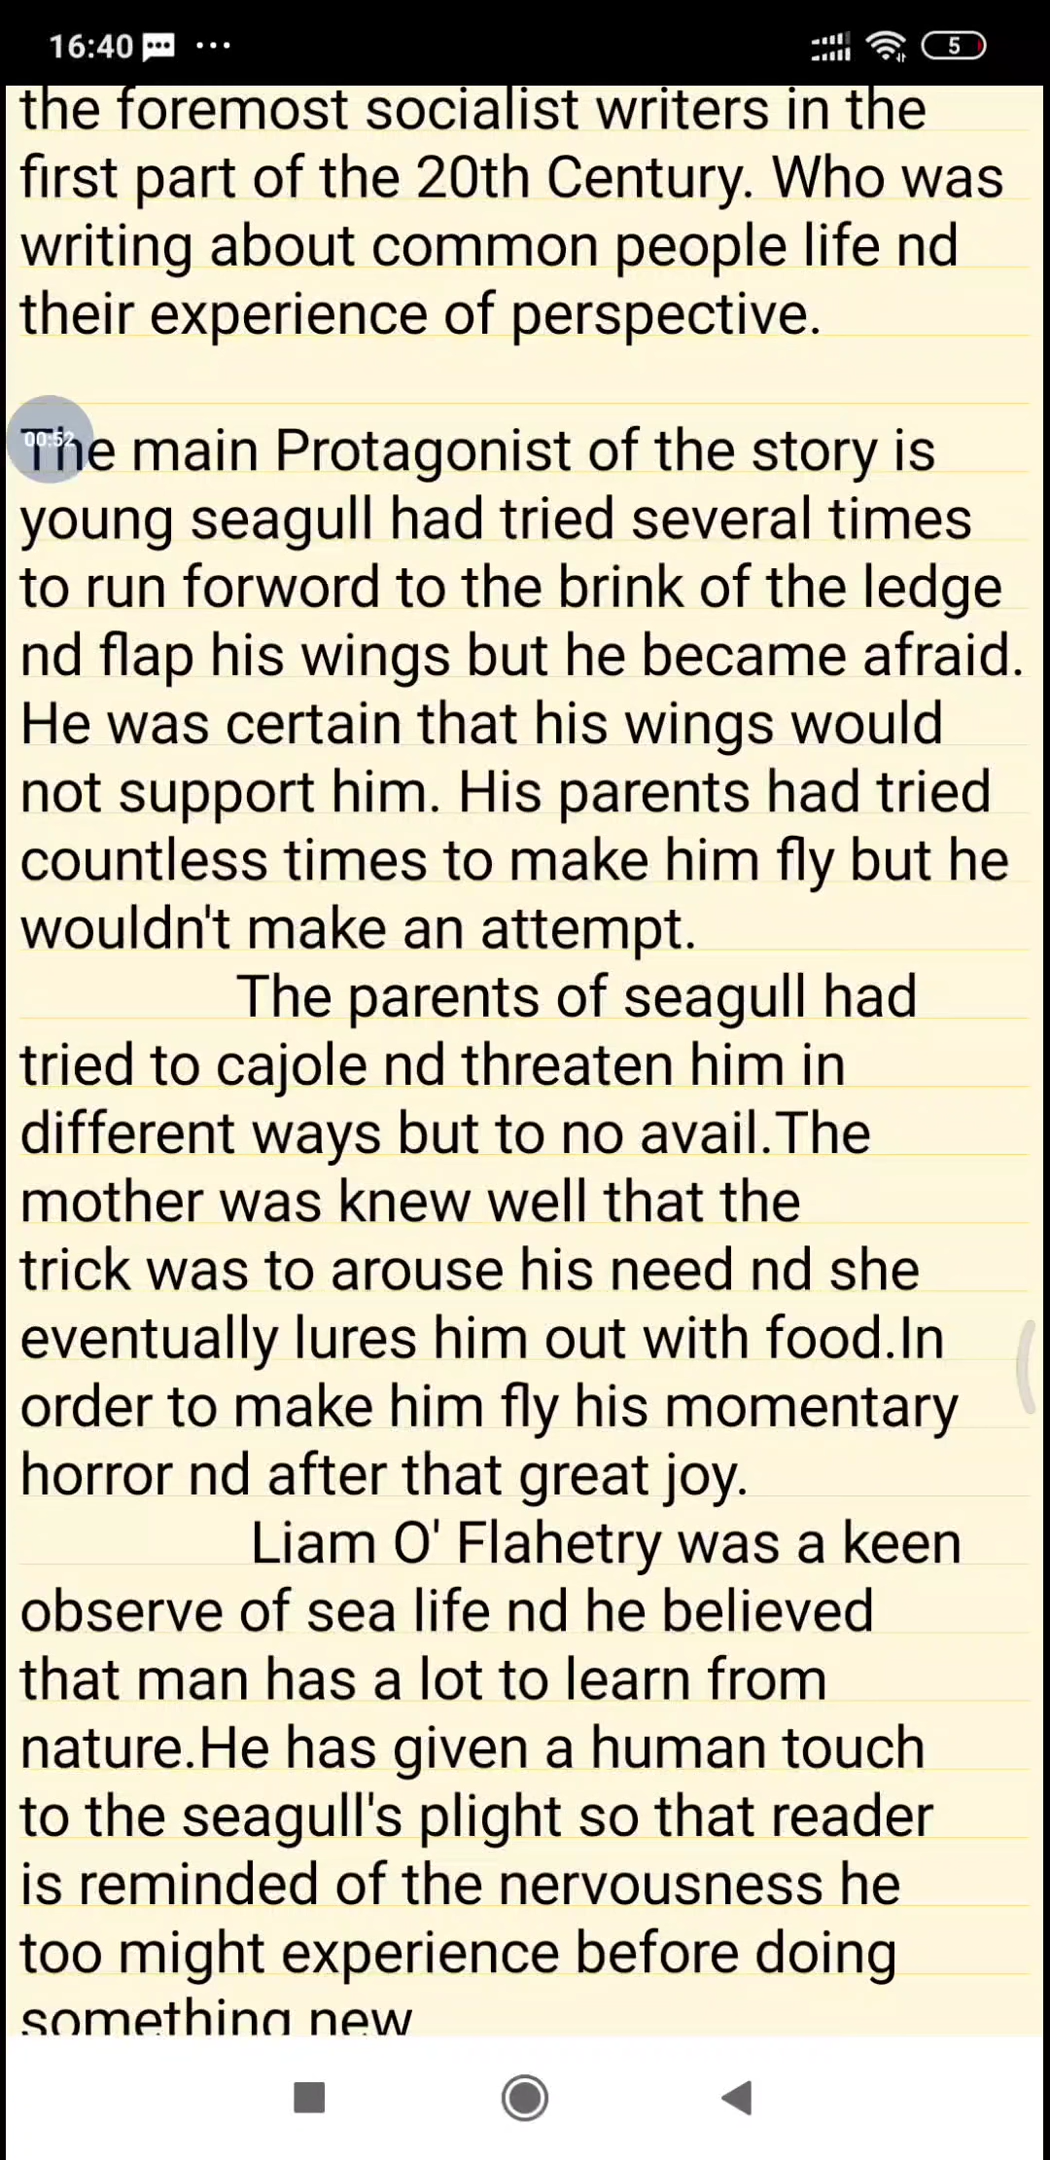 16:40
5
the foremost socialist writers in the
first part of the 20th Century. Who was
writing about common people life nd
their experience of perspective.
00:52
The main Protagonist of the story is
young seagull had tried several times
to run forword to the brink of the ledge
nd flap his wings but he became afraid.
He was certain that his wings would
not support him. His parents had tried
countless times to make him fly but he
wouldn't make an attempt.
The parents of seagull had
tried to cajole nd threaten him in
different ways but to no avail.The
mother was knew well that the
trick was to arouse his need nd she
eventually lures him out with food.In
order to make him fly his momentary
horror nd after that great joy.
Liam O' Flahetry was a keen
observe of sea life nd he believed
that man has a lot to learn from
nature.He has given a human touch
to the seagull's plight so that reader
is reminded of the nervousness he
too might experience before doing
something new